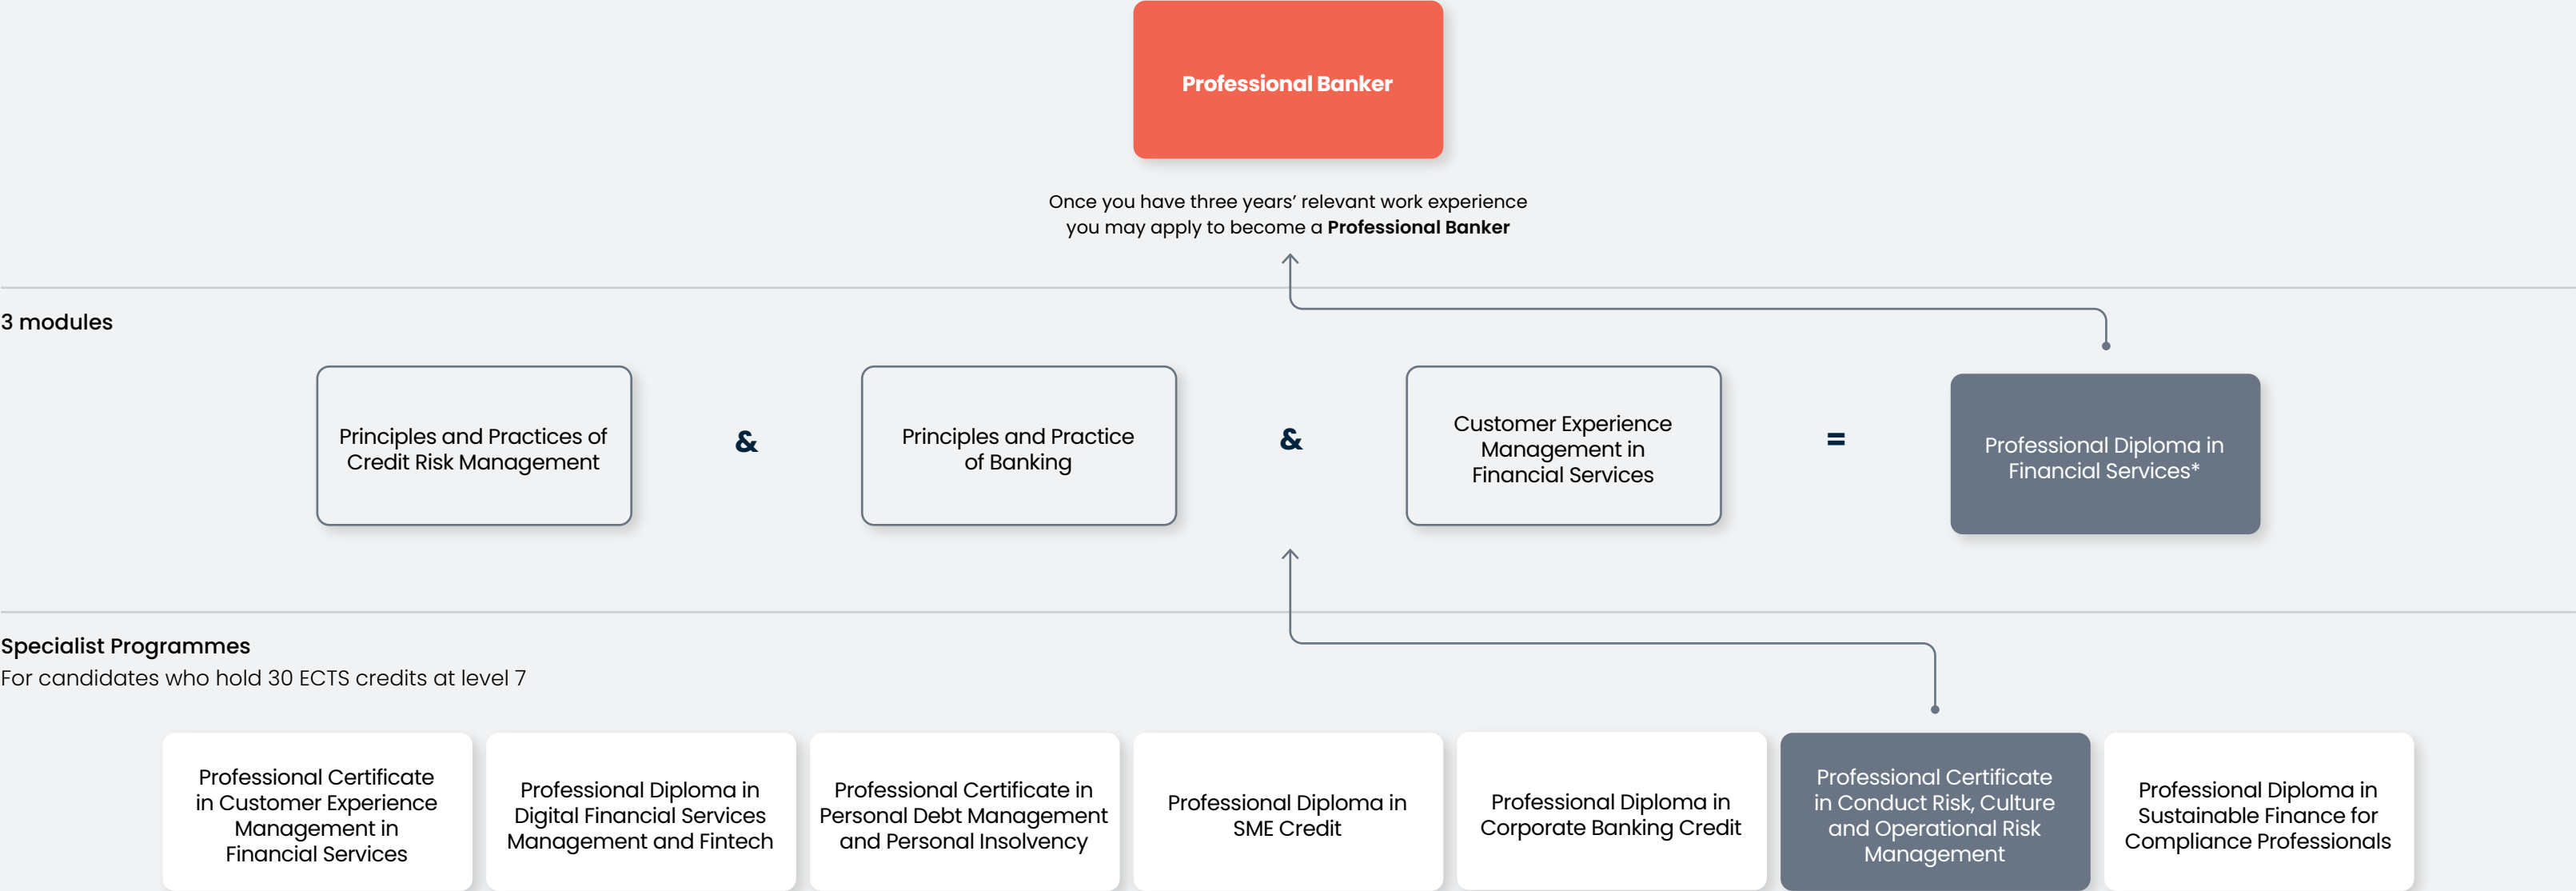 Professional Banker
Once you have three years’ relevant work experience
you may apply to become a Professional Banker
3 modules
Principles and Practices of
Credit Risk Management
&
Principles and Practice
of Banking
&
Customer Experience
Management in
Financial Services
=
Professional Diploma in
Financial Services*
Specialist Programmes
For candidates who hold 30 ECTS credits at level 7
Professional Certificate
in Customer Experience
Management in
Financial Services
Professional Diploma in
Digital Financial Services
Management and Fintech
Professional Certificate in
Personal Debt Management
and Personal Insolvency
Professional Diploma in
SME Credit
Professional Diploma in
Corporate Banking Credit
Professional Certificate
in Conduct Risk, Culture
and Operational Risk
Management
Professional Diploma in
Sustainable Finance for
Compliance Professionals